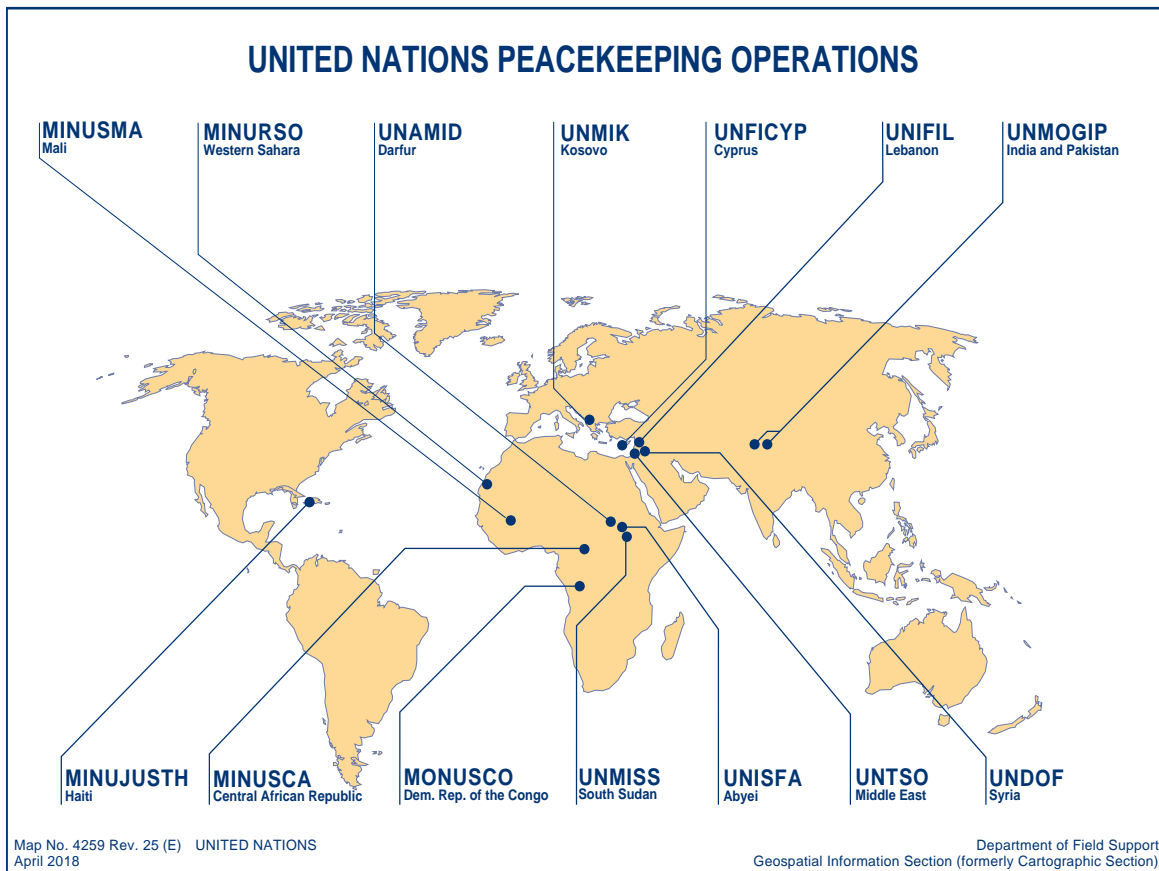 UNITED NATIONS PEACEKEEPING OPERATIONS
MINUSMA
Mali
MINURSO
Western Sahara
UNAMID
Darfur
UNMIK
Kosovo
UNFICYP
Cyprus
UNIFIL
Lebanon
UNMOGIP
India and Pakistan
MINUJUSTH
Haiti
MINUSCA
Central African Republic
MONUSCO
Dem. Rep. of the Congo
UNMISS
South Sudan
UNISFA
Abyei
UNTSO
Middle East
UNDOF
Syria
Map No. 4259 Rev. 25 (E) UNITED NATIONS
April 2018
Department of Field Support
Geospatial Information Section (formerly Cartographic Section)